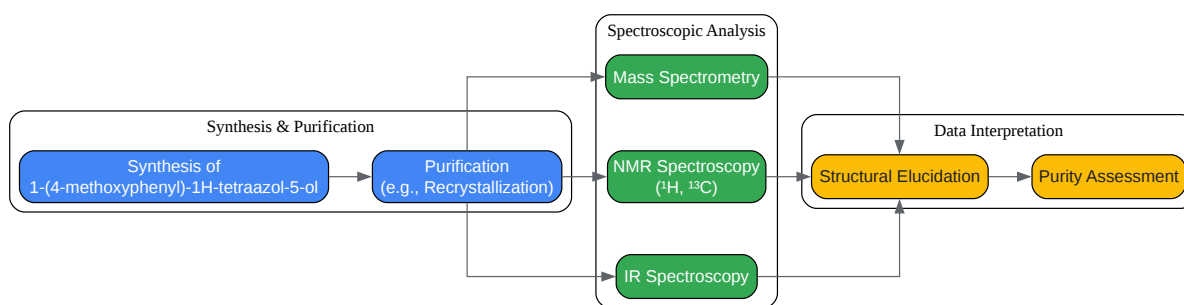 Synthesis & Purification
Synthesis of
1-(4-methoxyphenyl)-1H-tetraazol-5-ol
Purification
(e.g., Recrystallization)
Spectroscopic Analysis
Mass Spectrometry
NMR Spectroscopy
(¹H, ¹³C)
IR Spectroscopy
Data Interpretation
Structural Elucidation
Purity Assessment